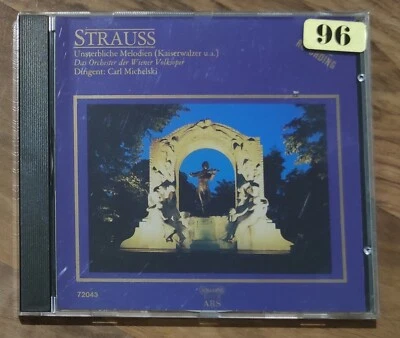 STRAUSS
Unsterbliche Melodien (Kaiserwalzer u.a.)
Das Orchester der Wiener Volksoper
Dirigent: Carl Michalski
96
72043
ARS